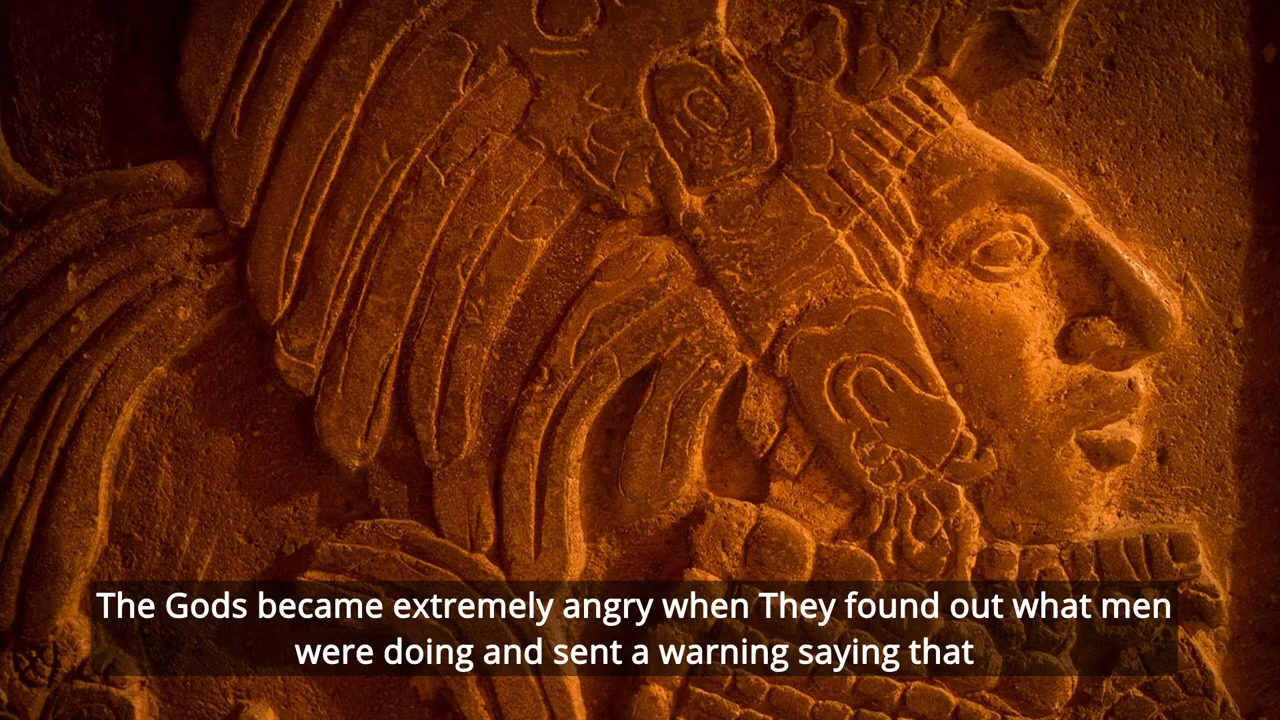 The Gods became extremely angry when They found out what men
were doing and sent a warning saying that